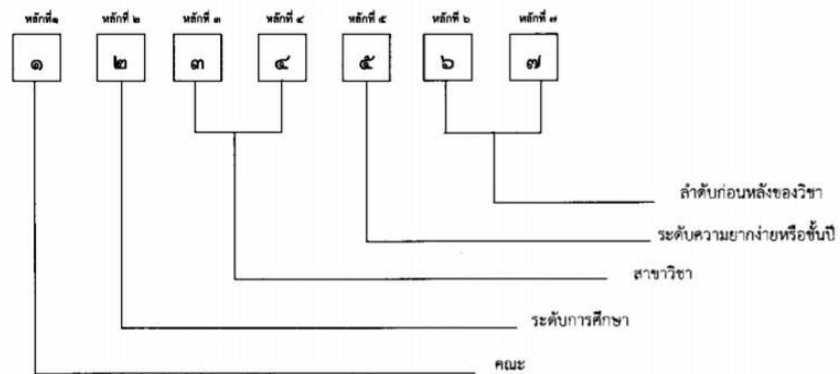 หลักที่๑ หลักที่ ๒ หลักที่ ๓ หลักที่ ๔ หลักที่ ๕ หลักที่ ๖ หลักที่ ๗
๑ ๒ ๓ ๔ ๕ ๖ ๗
ลำดับก่อนหลังของวิชา
ระดับความยากง่ายหรือชั้นปี
สาขาวิชา
ระดับการศึกษา
คณะ